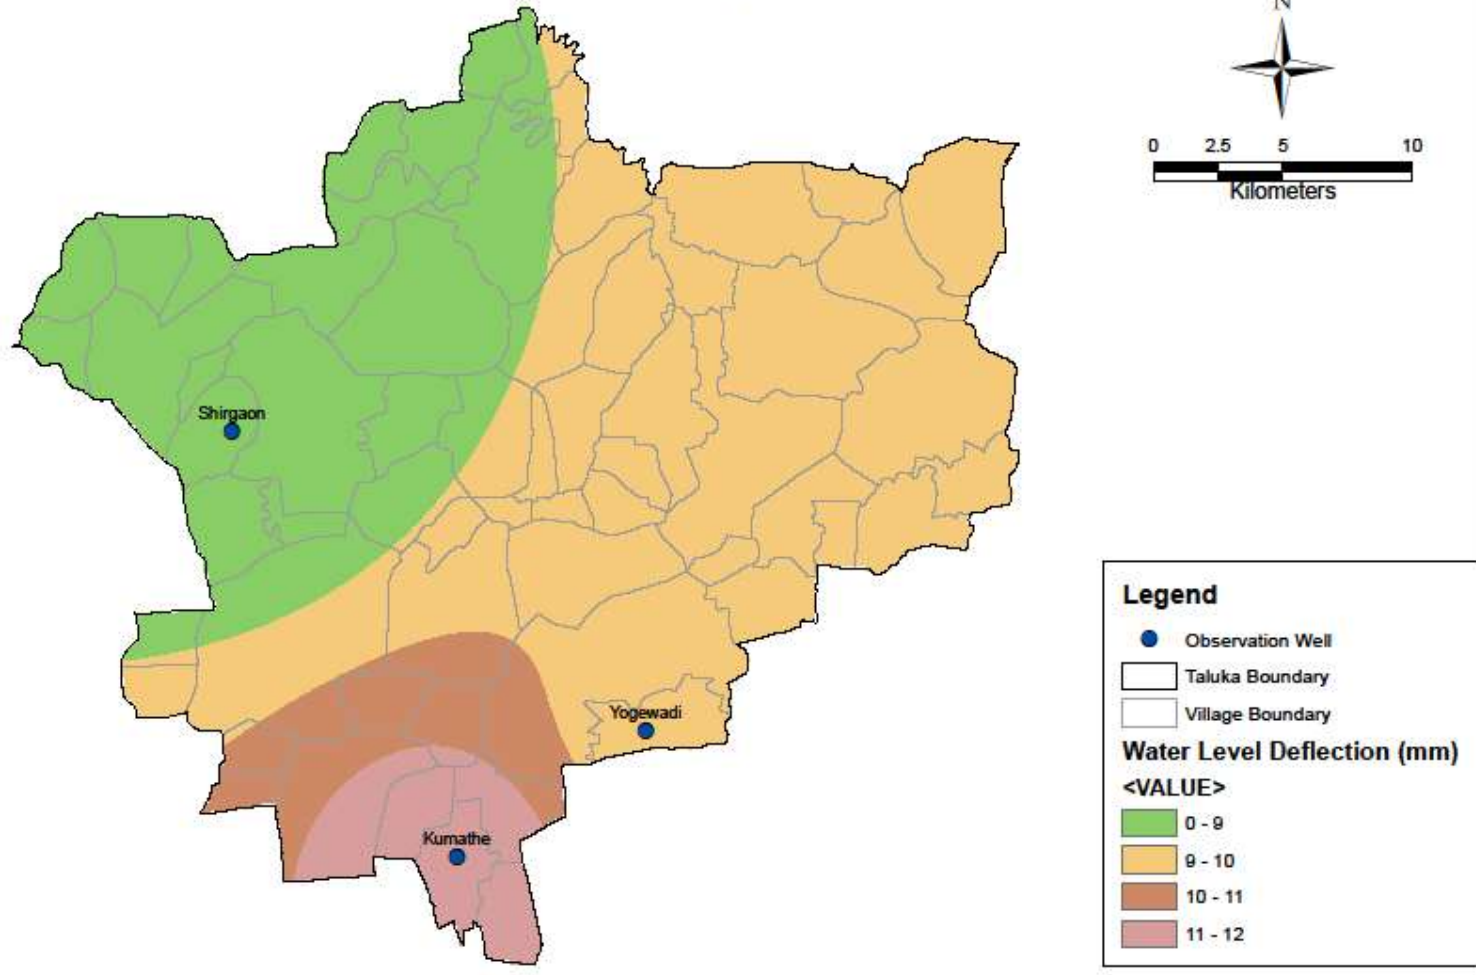 N
0 2.5 5 10
Kilometers
Shirgaon
Yogewadi
Kumathe
Legend
Observation Well
Taluka Boundary
Village Boundary
Water Level Deflection (mm)
<VALUE>
0 - 9
9 - 10
10 - 11
11 - 12